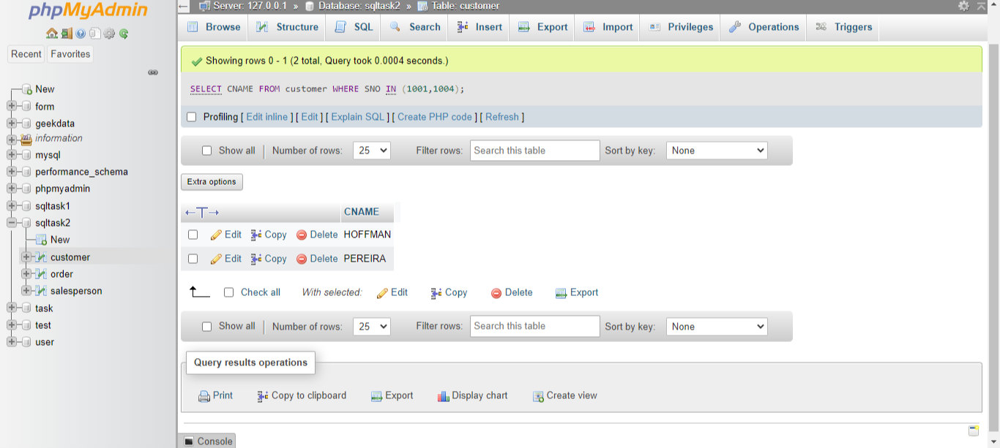 phpMyAdmin
Recent Favorites
New
form
geekdata
information
mysql
performance_schema
phpmyadmin
sqltask1
sqltask2
New
customer
order
salesperson
task
test
user
Server: 127.0.0.1 » Database: sqltask2 » Table: customer
Browse Structure SQL Search Insert Export Import Privileges Operations Triggers
Showing rows 0 - 1 (2 total, Query took 0.0004 seconds.)
SELECT CNAME FROM customer WHERE SNO IN (1001,1004);
Profiling [ Edit inline ] [ Edit ] [ Explain SQL ] [ Create PHP code ] [ Refresh ]
Show all | Number of rows: 25 Filter rows: Search this table Sort by key: None
Extra options
←T→ CNAME
Edit Copy Delete HOFFMAN
Edit Copy Delete PEREIRA
Check all With selected: Edit Copy Delete Export
Show all | Number of rows: 25 Filter rows: Search this table Sort by key: None
Query results operations
Print Copy to clipboard Export Display chart Create view
Console